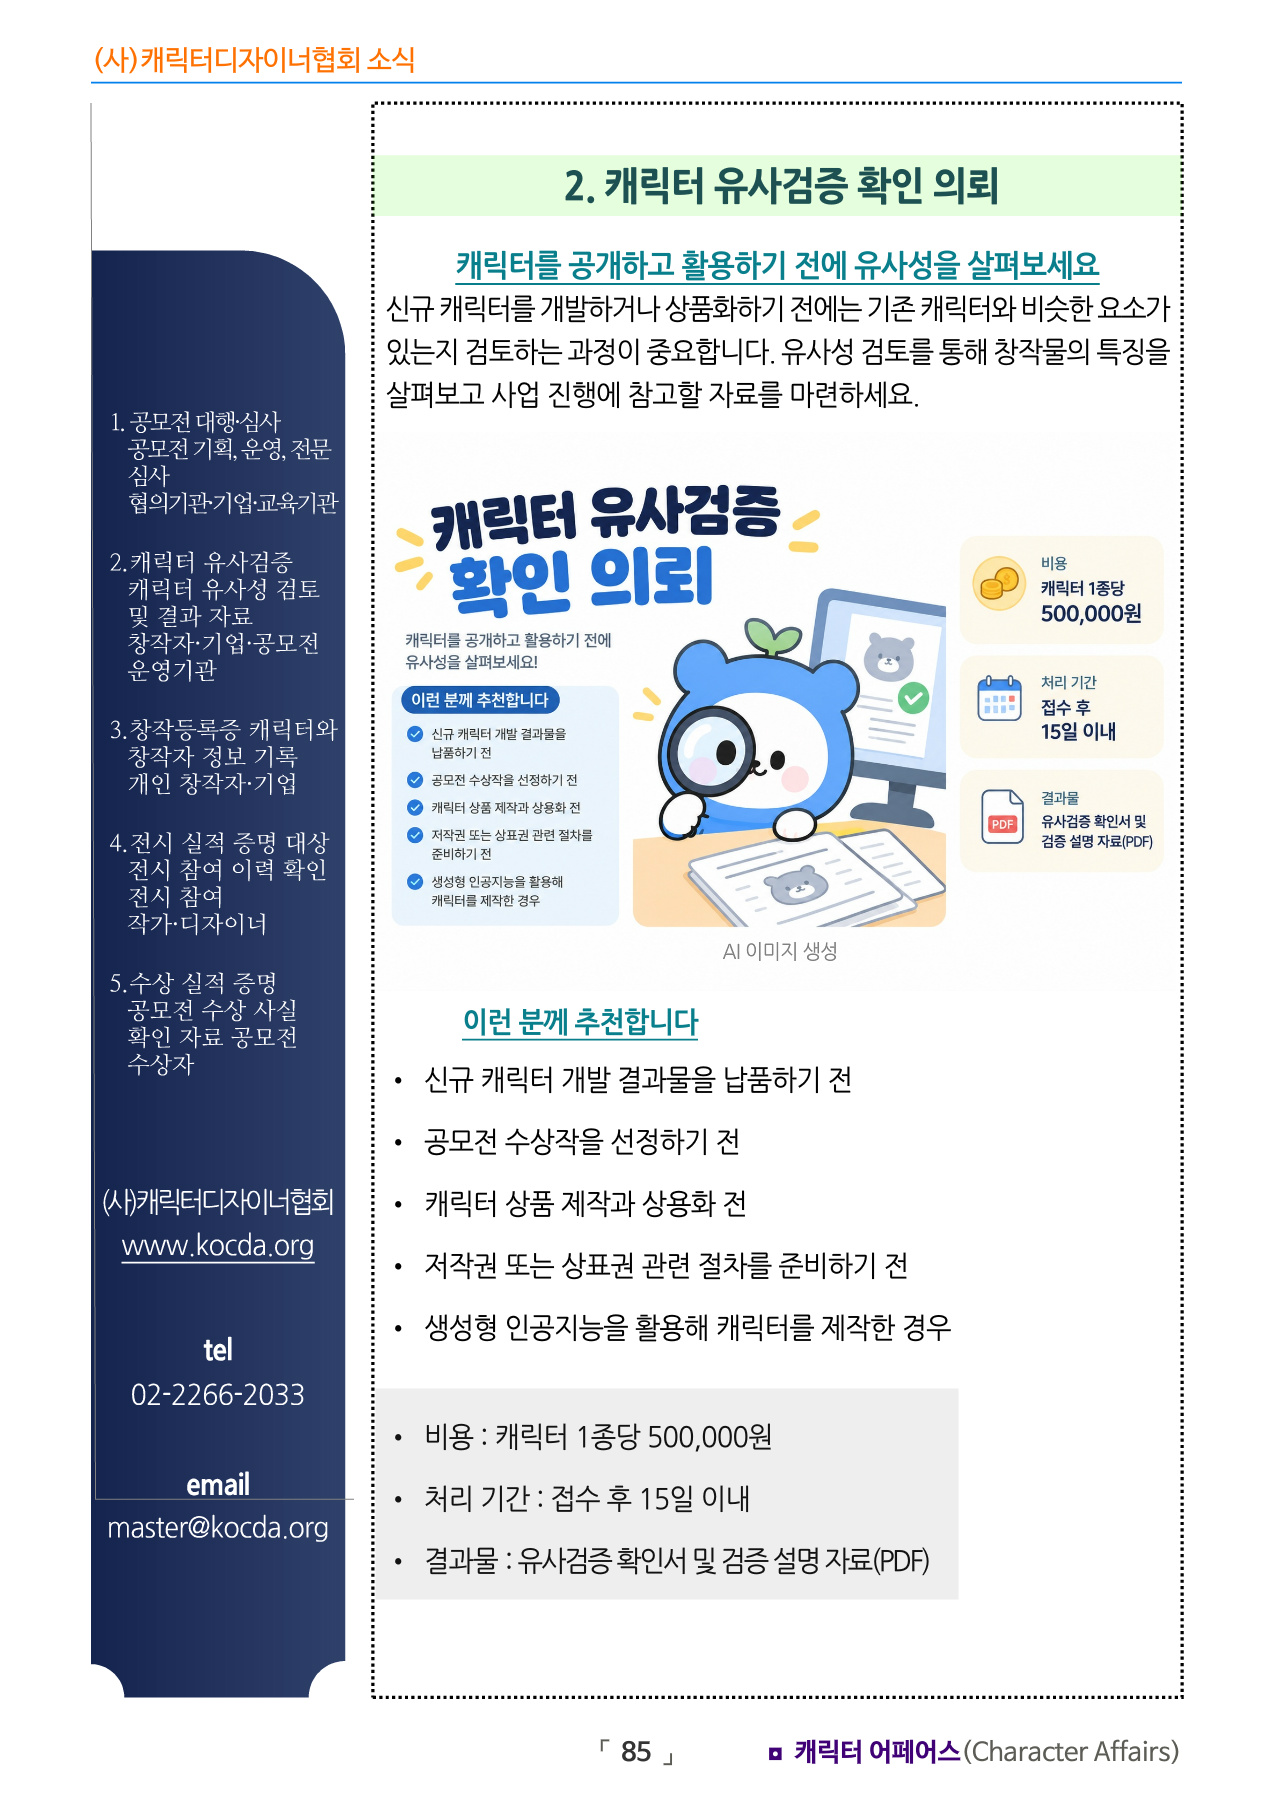 (사)캐릭터디자이너협회 소식
1. 공모전 대행·심사
공모전 기획, 운영, 전문
심사
협의기관·기업·교육기관
2.캐릭터 유사검증
캐릭터 유사성 검토
및 결과 자료
창작자·기업·공모전
운영기관
3.창작등록증 캐릭터와
창작자 정보 기록
개인 창작자·기업
4.전시 실적 증명 대상
전시 참여 이력 확인
전시 참여
작가·디자이너
5.수상 실적 증명
공모전 수상 사실
확인 자료 공모전
수상자
(사)캐릭터디자이너협회
www.kocda.org
tel
02-2266-2033
email
master@kocda.org
2. 캐릭터 유사검증 확인 의뢰
캐릭터를 공개하고 활용하기 전에 유사성을 살펴보세요
신규 캐릭터를 개발하거나 상품화하기 전에는 기존 캐릭터와 비슷한 요소가
있는지 검토하는 과정이 중요합니다. 유사성 검토를 통해 창작물의 특징을
살펴보고 사업 진행에 참고할 자료를 마련하세요.
캐릭터 유사검증
확인 의뢰
캐릭터를 공개하고 활용하기 전에
유사성을 살펴보세요!
이런 분께 추천합니다
신규 캐릭터 개발 결과물을
납품하기 전
공모전 수상작을 선정하기 전
캐릭터 상품 제작과 상용화 전
저작권 또는 상표권 관련 절차를
준비하기 전
생성형 인공지능을 활용해
캐릭터를 제작한 경우
비용
캐릭터 1종당
500,000원
처리 기간
접수 후
15일 이내
PDF
결과물
유사검증 확인서 및
검증 설명 자료(PDF)
AI 이미지 생성
이런 분께 추천합니다
• 신규 캐릭터 개발 결과물을 납품하기 전
• 공모전 수상작을 선정하기 전
• 캐릭터 상품 제작과 상용화 전
• 저작권 또는 상표권 관련 절차를 준비하기 전
• 생성형 인공지능을 활용해 캐릭터를 제작한 경우
• 비용 : 캐릭터 1종당 500,000원
• 처리 기간 : 접수 후 15일 이내
• 결과물 : 유사검증 확인서 및 검증 설명 자료(PDF)
「 85 」
◘ 캐릭터 어페어스(Character Affairs)